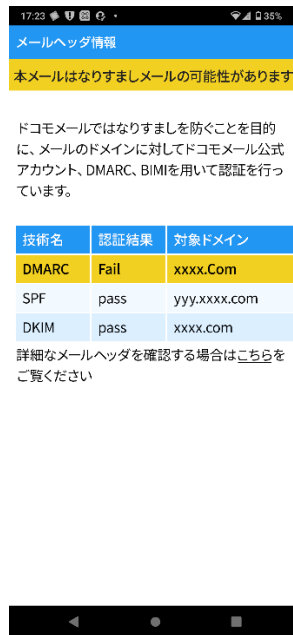 17:23 35%
メールヘッダ情報
本メールはなりすましメールの可能性があります
ドコモメールではなりすましを防ぐことを目的
に、メールのドメインに対してドコモメール公式
アカウント、DMARC、BIMIを用いて認証を行っ
ています。
技術名 認証結果 対象ドメイン
DMARC Fail xxxx.Com
SPF pass yyy.xxxx.com
DKIM pass xxxx.com
詳細なメールヘッダを確認する場合はこちらを
ご覧ください